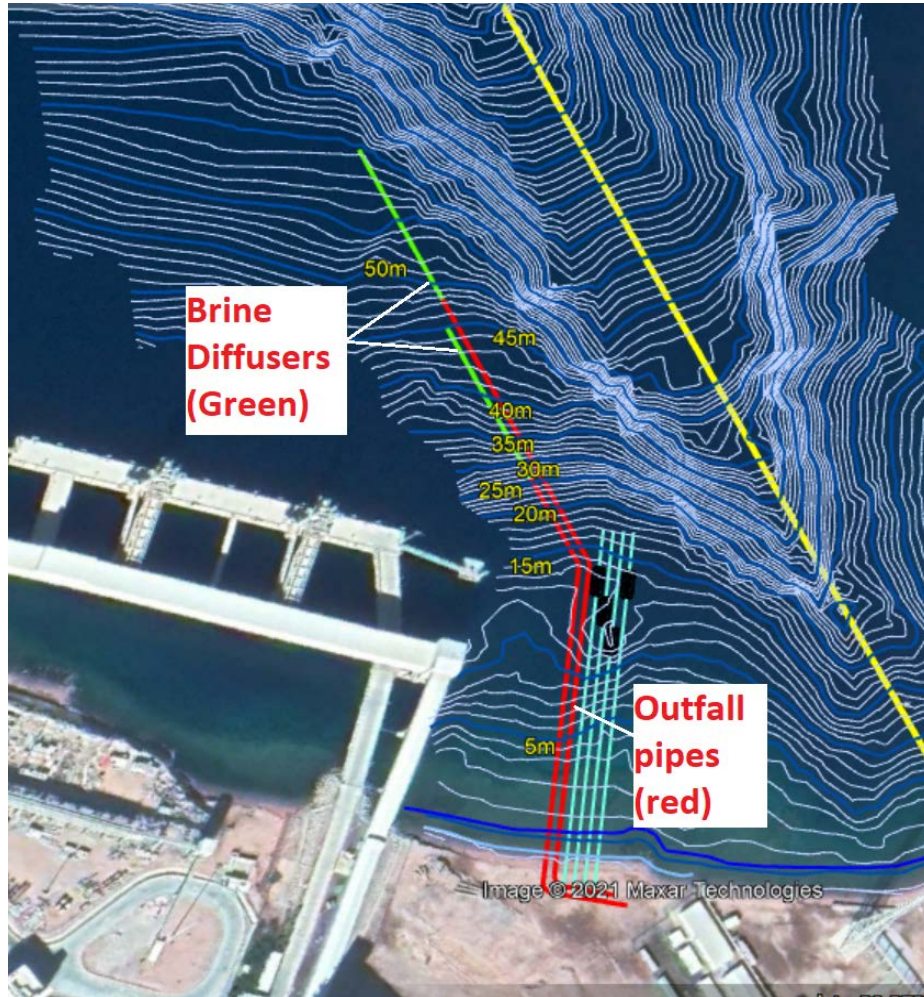 50m
Brine
Diffusers
(Green)
45m
40m
35m
30m
25m
20m
15m
Outfall
pipes
(red)
5m
Image © 2021 Maxar Technologies